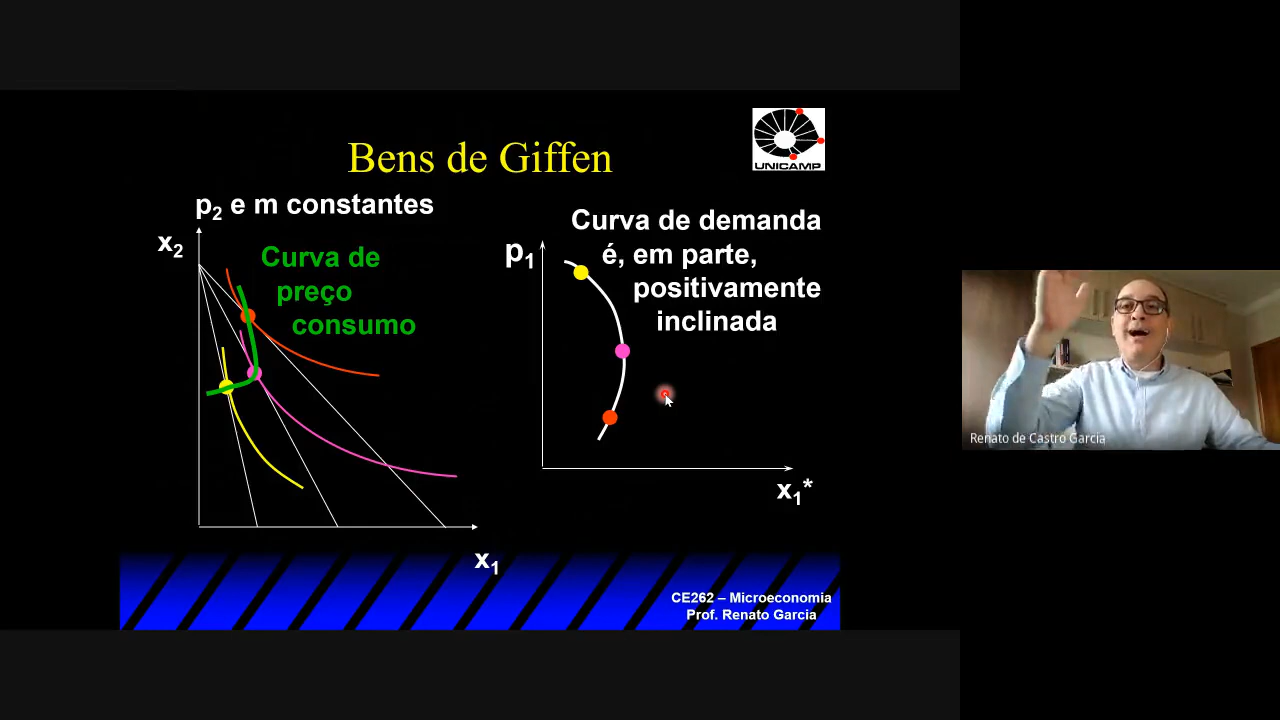 Bens de Giffen
UNICAMP
p2 e m constantes
x2
Curva de
preço
consumo
x1
p1
Curva de demanda
é, em parte,
positivamente
inclinada
x1*
CE262 – Microeconomia
Prof. Renato Garcia
Renato de Castro Garcia